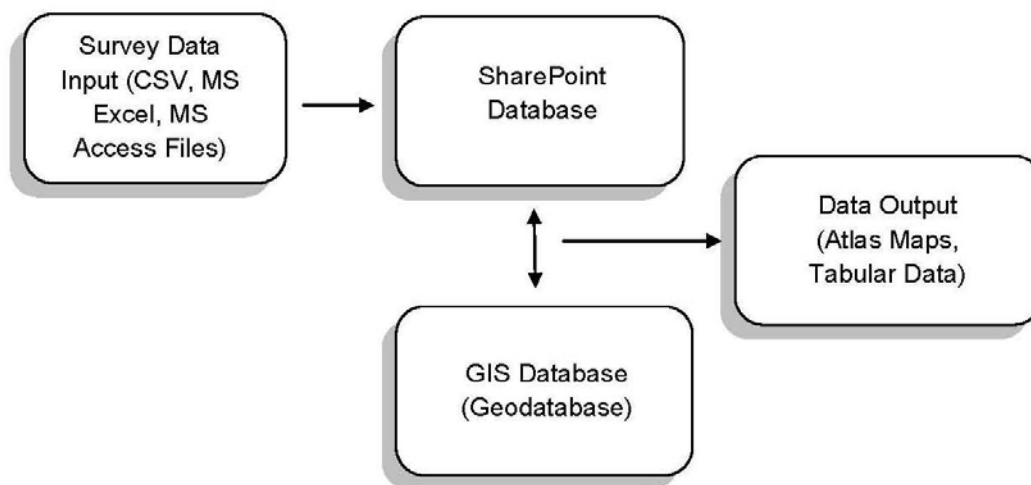 Survey Data
Input (CSV, MS
Excel, MS
Access Files)
SharePoint
Database
Data Output
(Atlas Maps,
Tabular Data)
GIS Database
(Geodatabase)